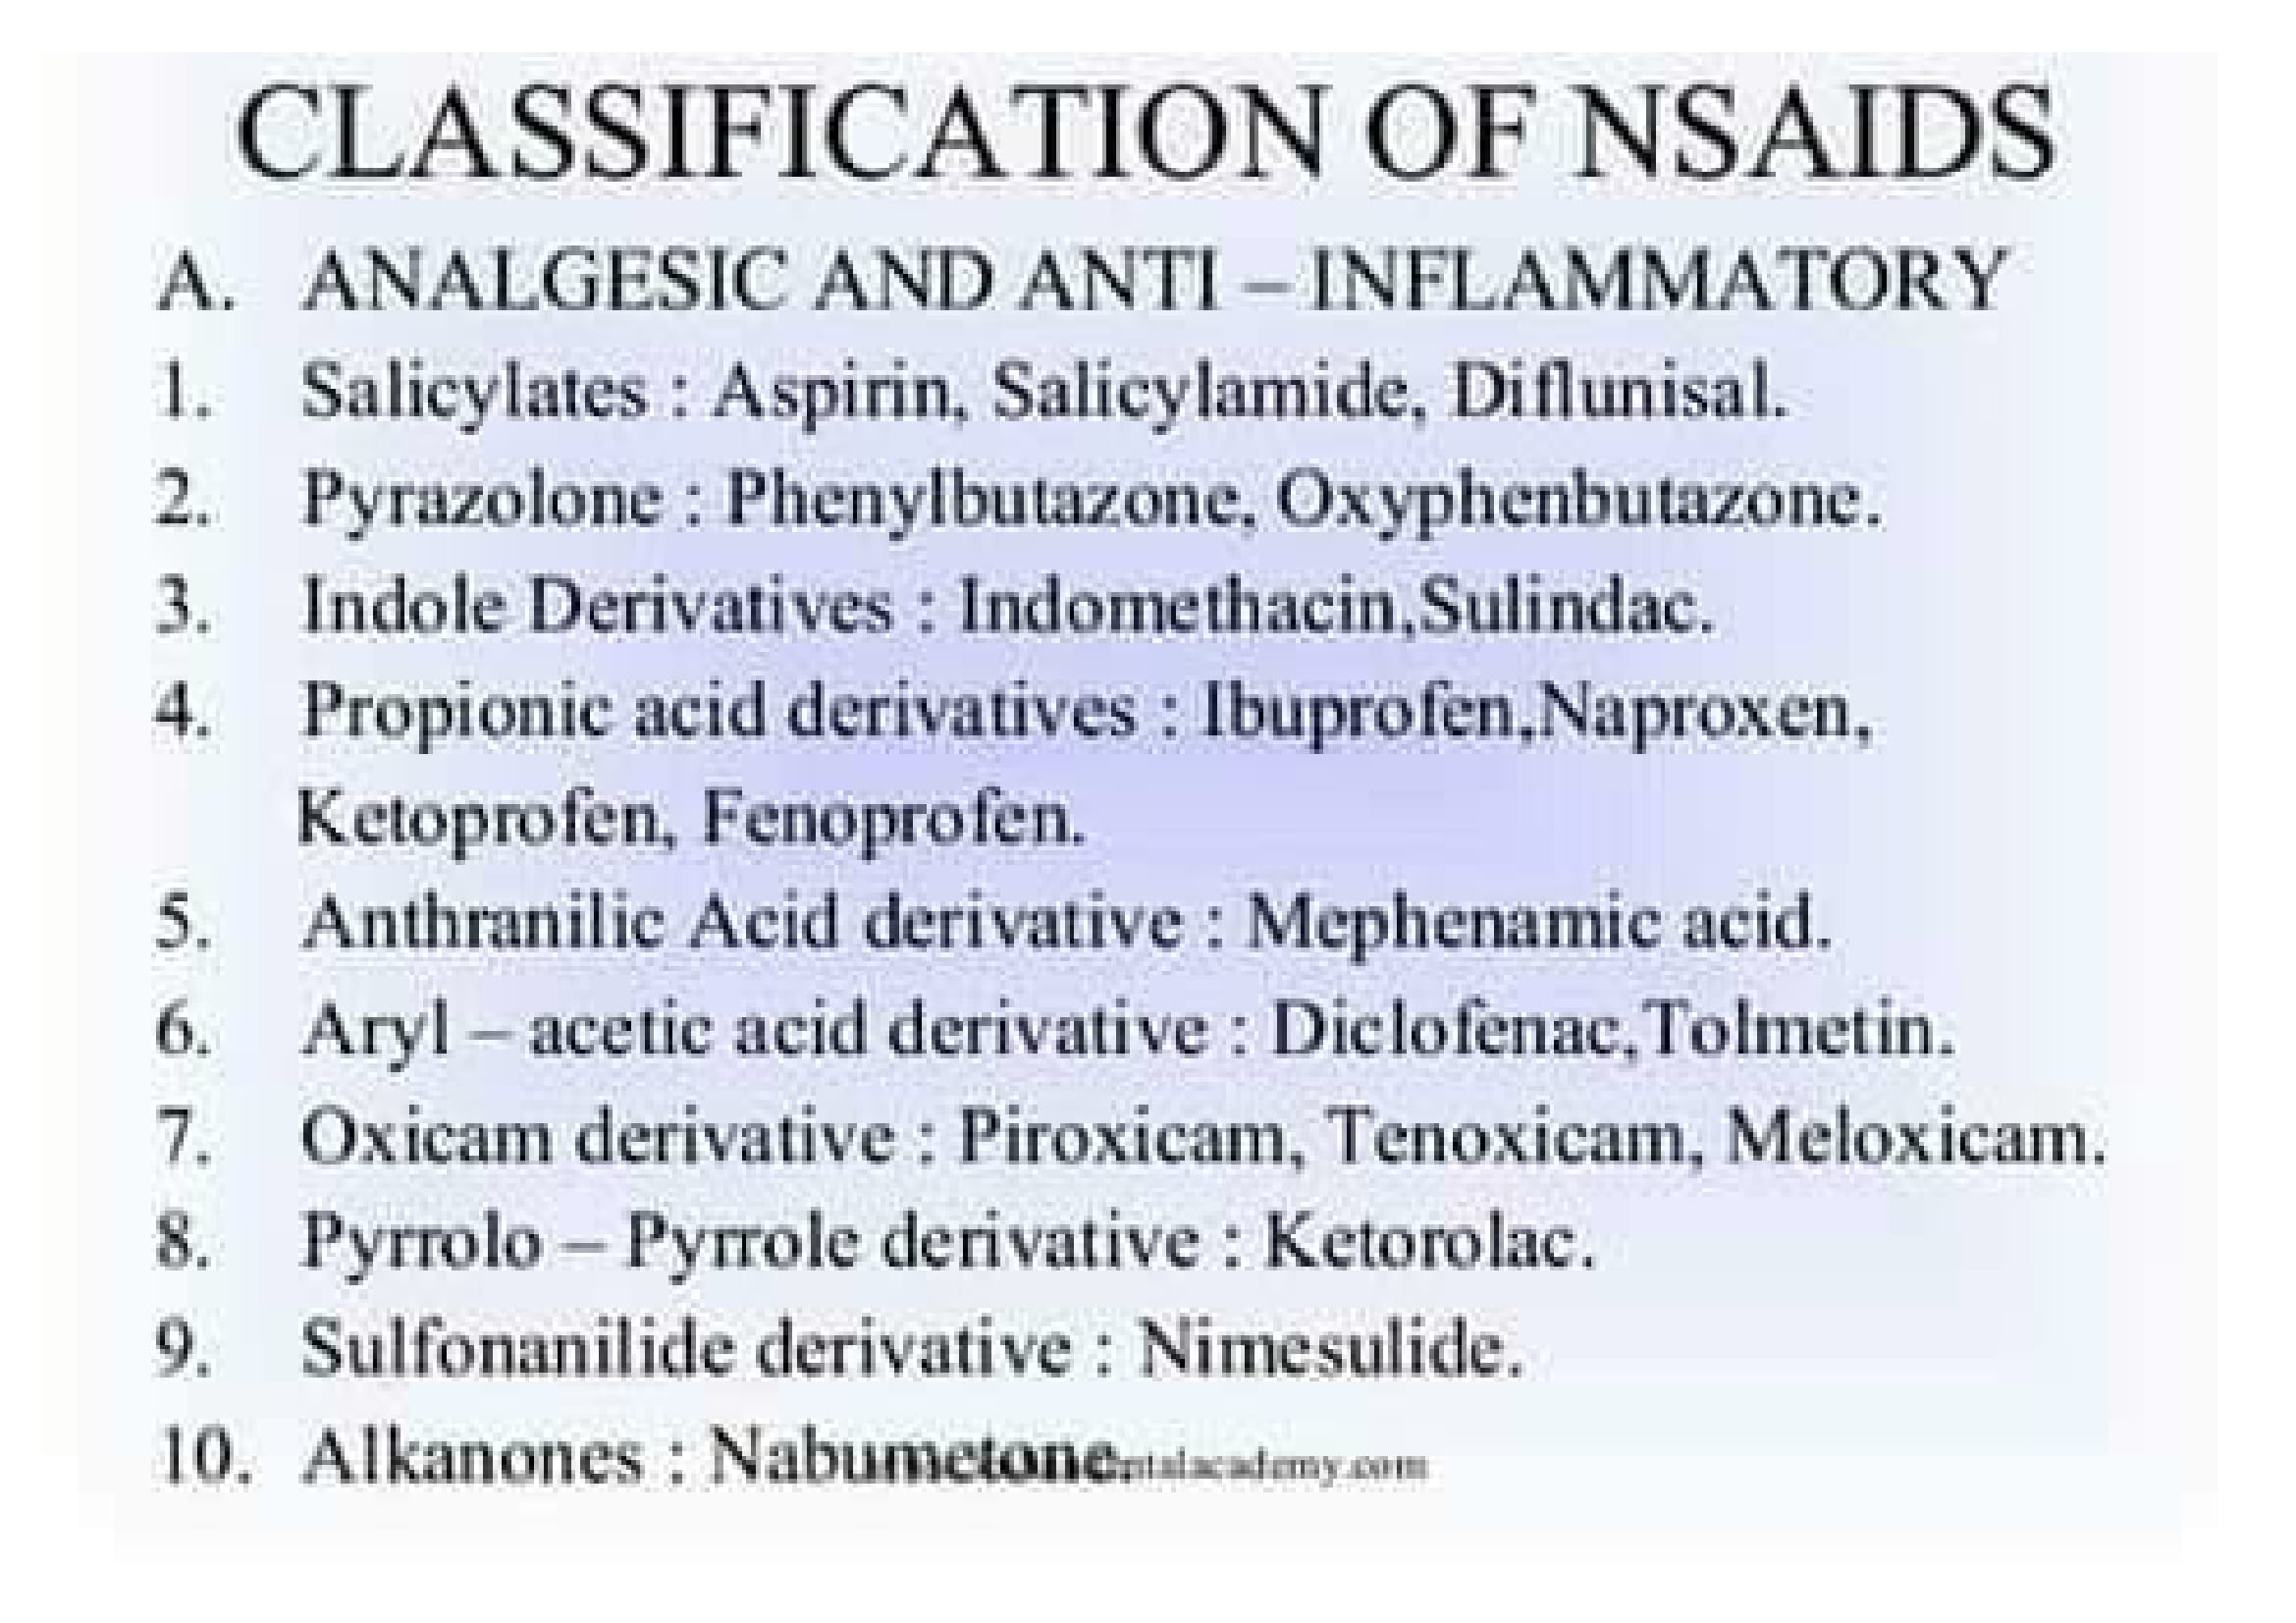 CLASSIFICATION OF NSAIDS
A. ANALGESIC AND ANTI – INFLAMMATORY
1. Salicylates : Aspirin, Salicylamide, Diflunisal.
2. Pyrazolone : Phenylbutazone, Oxyphenbutazone.
3. Indole Derivatives : Indomethacin,Sulindac.
4. Propionic acid derivatives : Ibuprofen,Naproxen,
Ketoprofen, Fenoprofen.
5. Anthranilic Acid derivative : Mephenamic acid.
6. Aryl – acetic acid derivative : Diclofenac,Tolmetin.
7. Oxicam derivative : Piroxicam, Tenoxicam, Meloxicam.
8. Pyrrolo – Pyrrole derivative : Ketorolac.
9. Sulfonanilide derivative : Nimesulide.
10. Alkanones : Nabumetone.